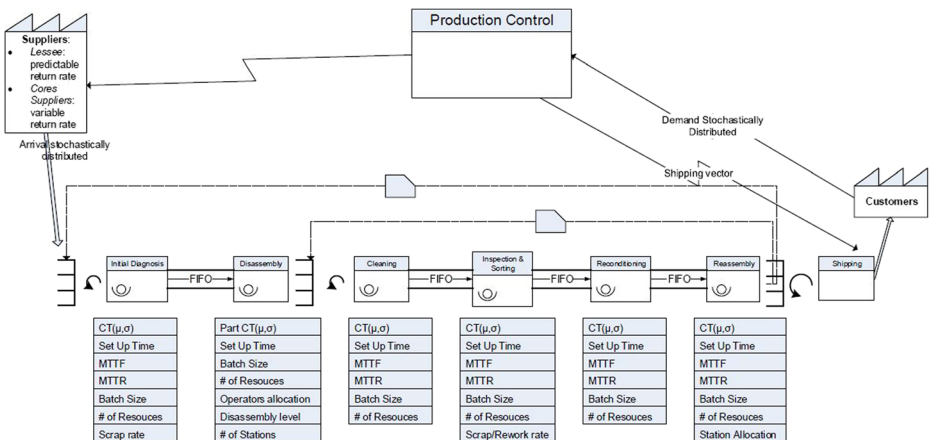 Production Control
Suppliers:
• Lessee:
predictable
return rate
• Cores
Suppliers:
variable
return rate
Arrival stochastically
distributed
Demand Stochastically
Distributed
Shipping vector
Customers
Initial Diagnosis
FIFO
Disassembly
Cleaning
FIFO
Inspection &
Sorting
FIFO
Reconditioning
FIFO
Reassembly
Shipping
CT(μ,σ)
Set Up Time
MTTF
MTTR
Batch Size
# of Resouces
Scrap rate
Part CT(μ,σ)
Set Up Time
Batch Size
# of Resouces
Operators allocation
Disassembly level
# of Stations
CT(μ,σ)
Set Up Time
MTTF
MTTR
Batch Size
# of Resouces
CT(μ,σ)
Set Up Time
MTTF
MTTR
Batch Size
# of Resouces
Scrap/Rework rate
CT(μ,σ)
Set Up Time
MTTF
MTTR
Batch Size
# of Resouces
CT(μ,σ)
Set Up Time
MTTF
MTTR
Batch Size
# of Resouces
Station Allocation